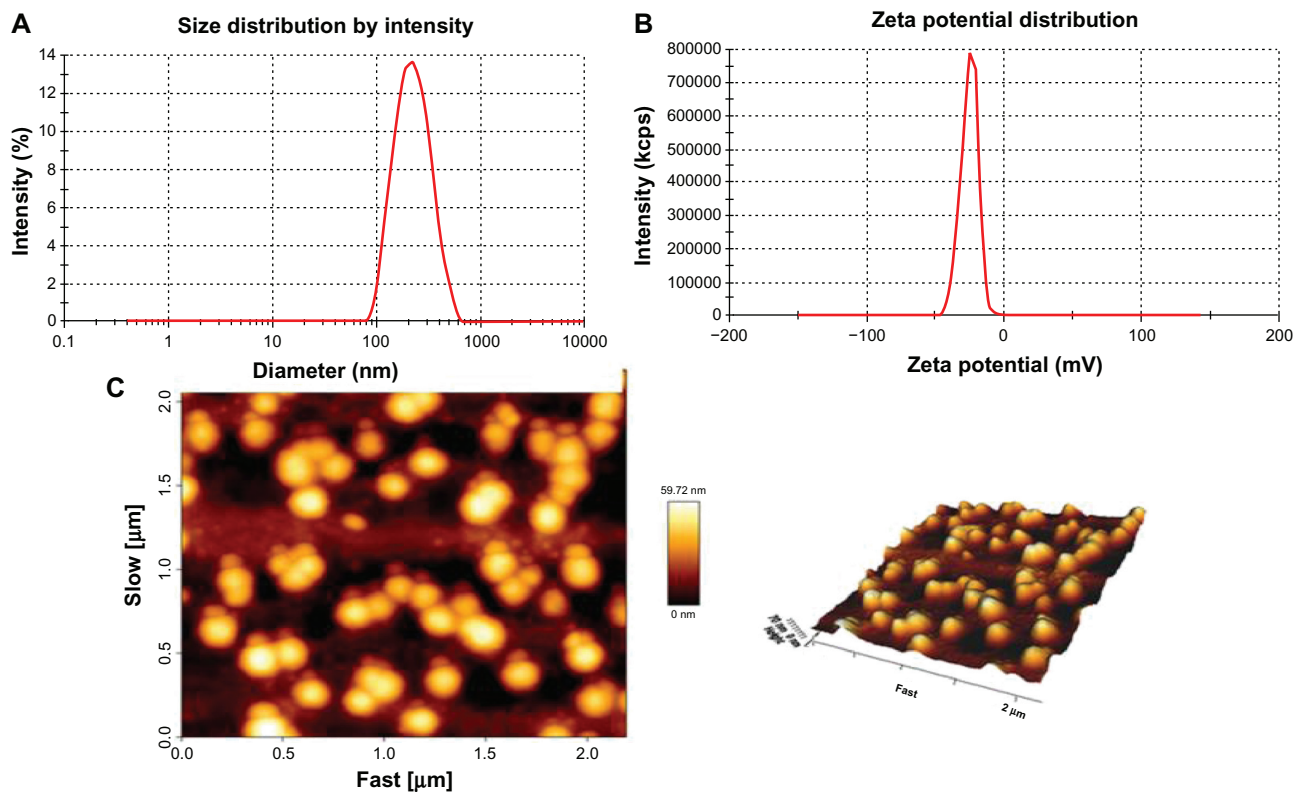 A
Size distribution by intensity
Intensity (%)
14
12
10
8
6
4
2
0
0.1 1 10 100 1000 10000
Diameter (nm)
B
Zeta potential distribution
Intensity (kcps)
800000
700000
600000
500000
400000
300000
200000
100000
0
−200 −100 0 100 200
Zeta potential (mV)
C
Slow [μm]
2.0
1.5
1.0
0.5
0.0
0.0 0.5 1.0 1.5 2.0
Fast [μm]
59.72 nm
0 nm
Height
Fast
2 μm